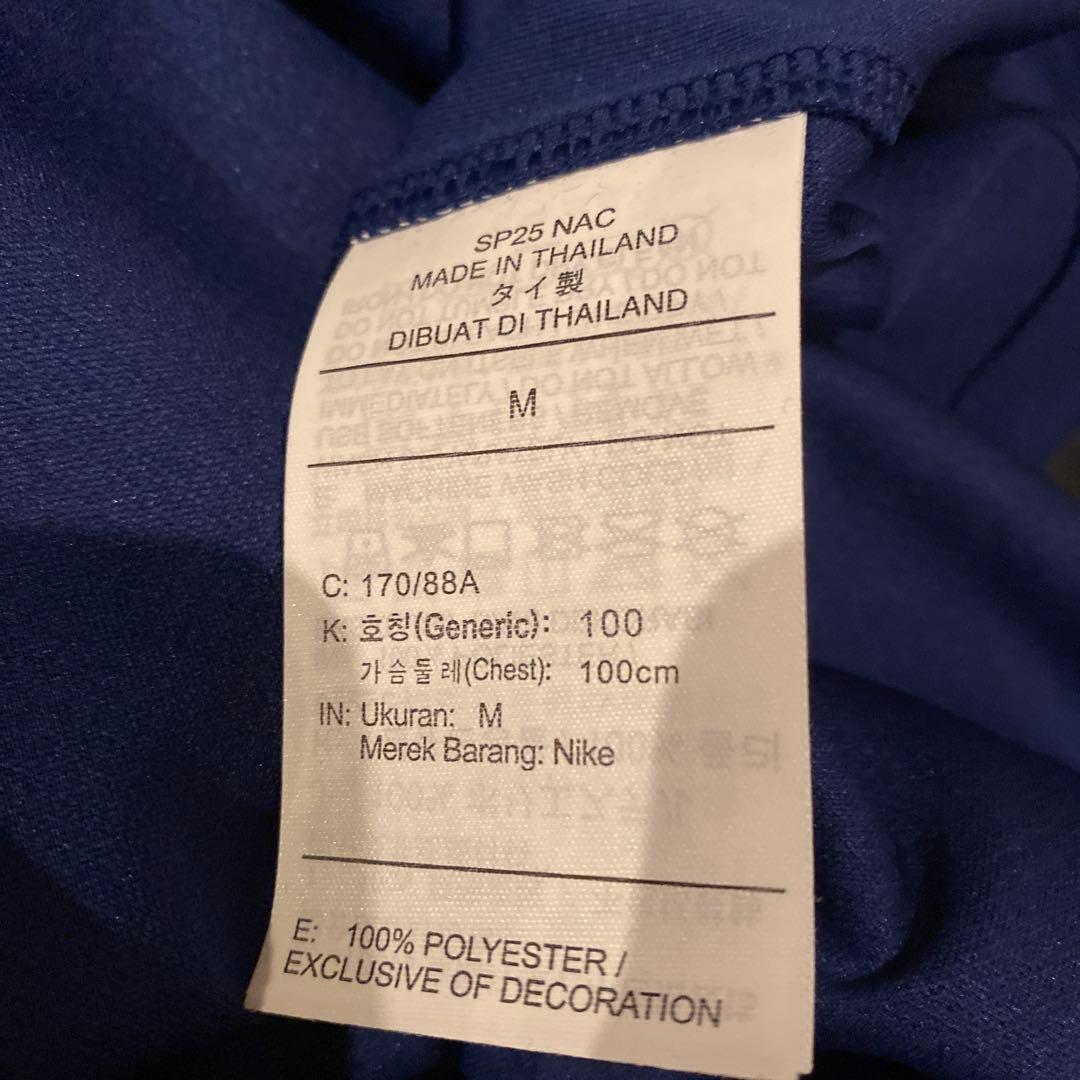 SP25 NAC
MADE IN THAILAND
タイ製
DIBUAT DI THAILAND
M
C: 170/88A
K: 호칭(Generic): 100
가슴둘레(Chest): 100cm
IN: Ukuran: M
Merek Barang: Nike
E: 100% POLYESTER /
EXCLUSIVE OF DECORATION